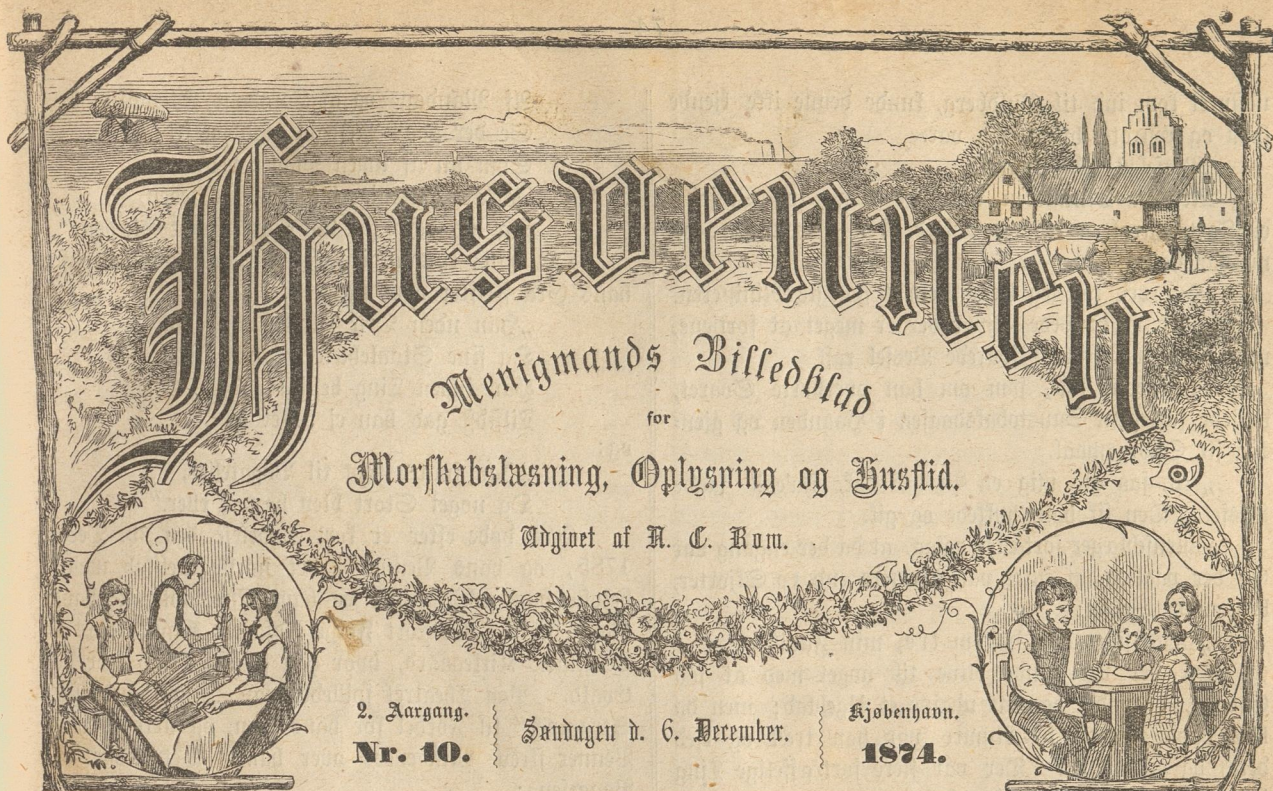 Husvennen
Menigmands Billedblad
for
Morskabslæsning, Oplysning og Husflid.
Udgivet af N. C. Rom.
2. Aargang.
Nr. 10.
Søndagen d. 6. December.
Kjøbenhavn.
1874.